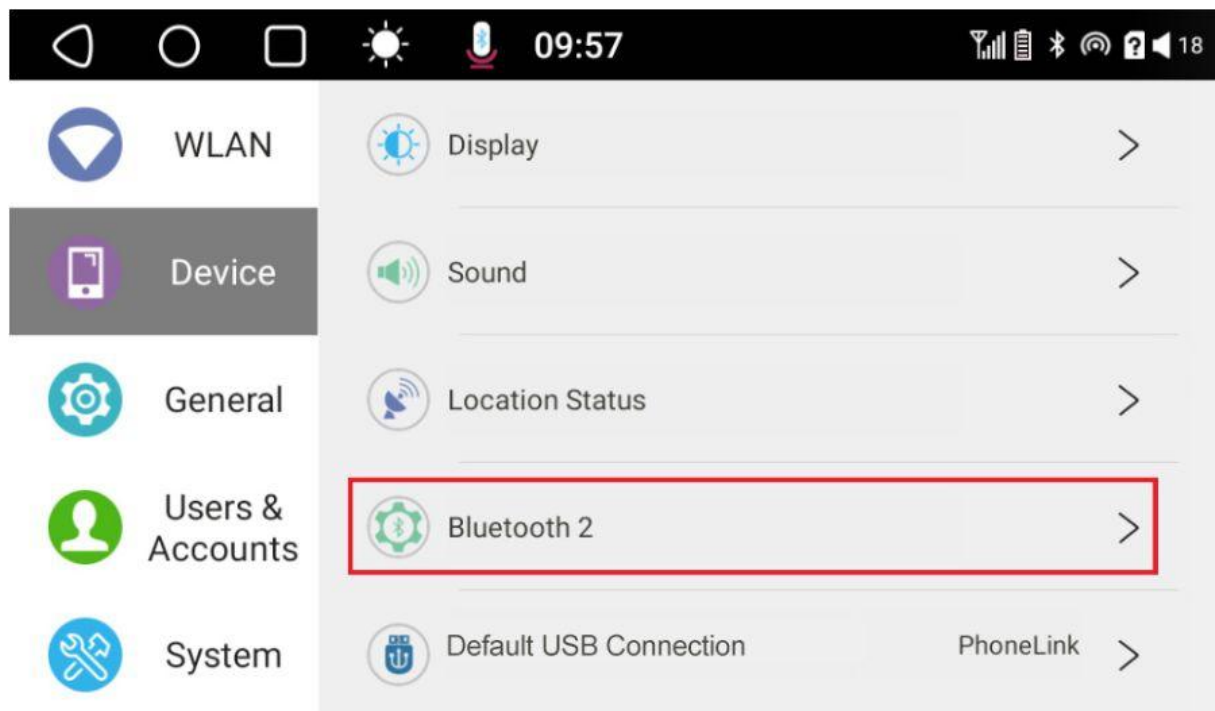 09:57
18
WLAN
Device
General
Users &
Accounts
System
Display
Sound
Location Status
Bluetooth 2
Default USB Connection
PhoneLink